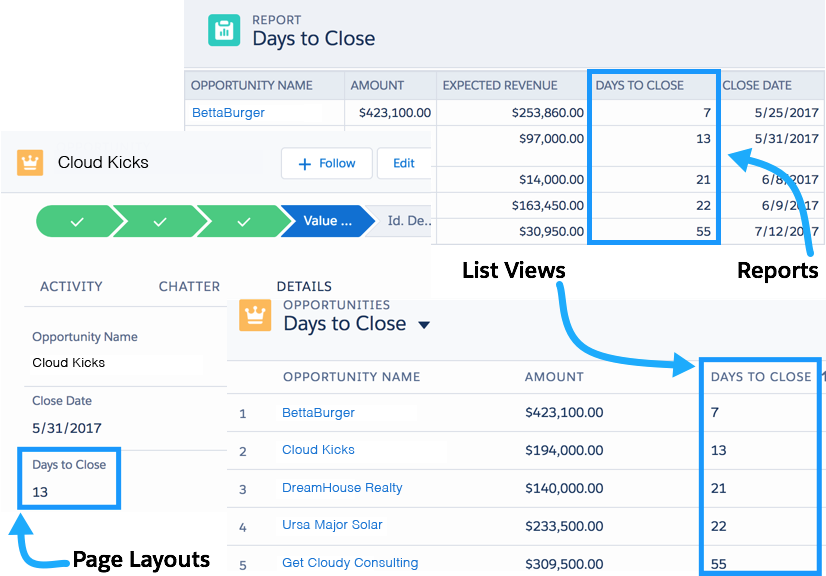 REPORT
Days to Close
OPPORTUNITY NAME AMOUNT EXPECTED REVENUE DAYS TO CLOSE CLOSE DATE
BettaBurger $423,100.00 $253,860.00 7 5/25/2017
$97,000.00 13 5/31/2017
$14,000.00 21 6/8/2017
$163,450.00 22 6/9/2017
$30,950.00 55 7/12/2017
Reports
Cloud Kicks
+ Follow
Edit
Value ...
Id. De..
ACTIVITY CHATTER DETAILS
Opportunity Name
Cloud Kicks
Close Date
5/31/2017
Days to Close
13
Page Layouts
List Views
OPPORTUNITIES
Days to Close
OPPORTUNITY NAME AMOUNT DAYS TO CLOSE
1 BettaBurger $423,100.00 7
2 Cloud Kicks $194,000.00 13
3 DreamHouse Realty $140,000.00 21
4 Ursa Major Solar $233,500.00 22
5 Get Cloudy Consulting $309,500.00 55